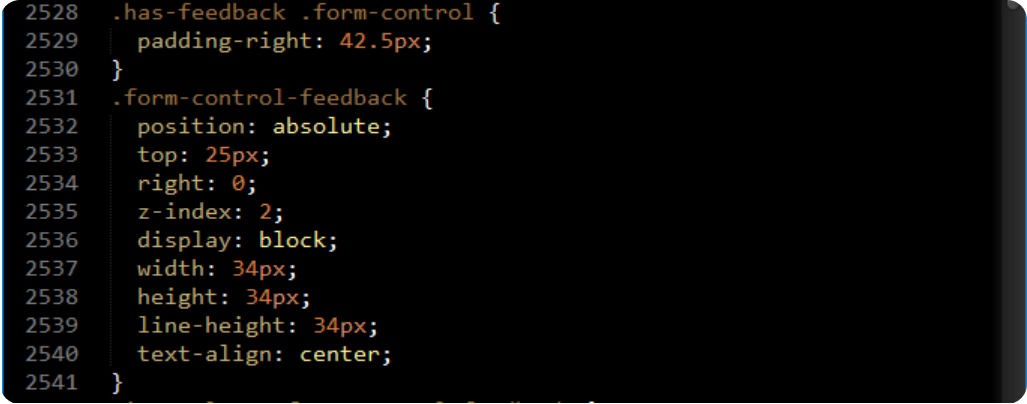 2528 .has-feedback .form-control {
2529 padding-right: 42.5px;
2530 }
2531 .form-control-feedback {
2532 position: absolute;
2533 top: 25px;
2534 right: 0;
2535 z-index: 2;
2536 display: block;
2537 width: 34px;
2538 height: 34px;
2539 line-height: 34px;
2540 text-align: center;
2541 }